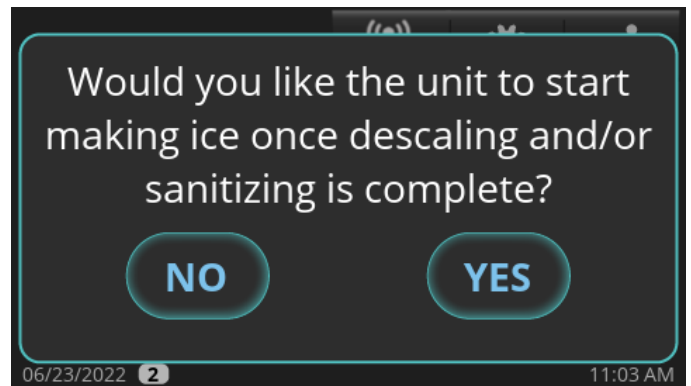 Would you like the unit to start
making ice once descaling and/or
sanitizing is complete?
NO
YES
06/23/2022 2
11:03 AM